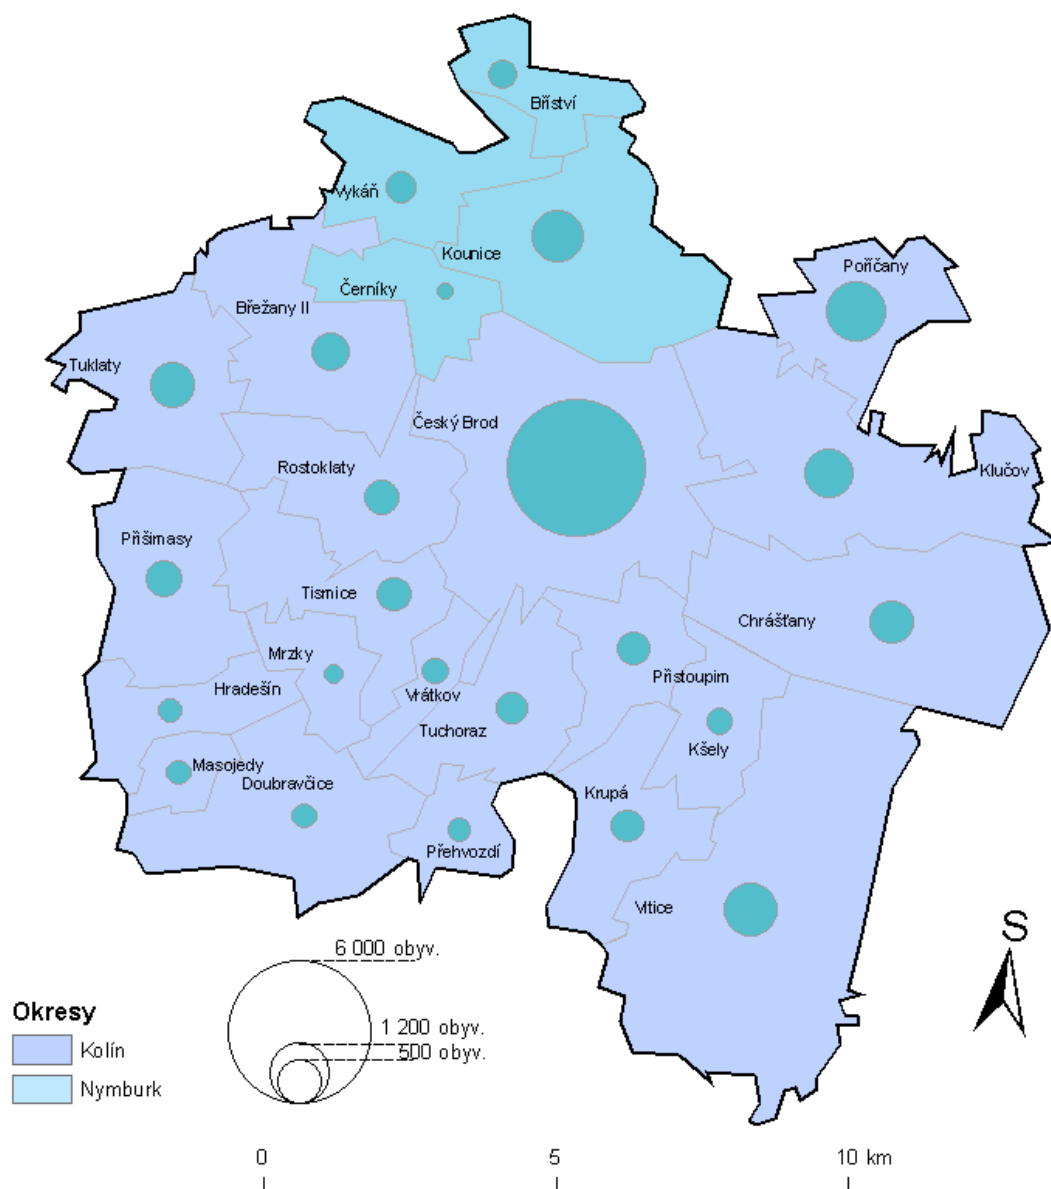 Bříství
Vykáň
Kounice
Poříčany
Černíky
Břežany II
Tuklaty
Český Brod
Rostoklaty
Klučov
Přišimasy
Tismice
Chrášťany
Mrzky
Hradešín
Vrátkov
Přistoupim
Tuchoraz
Kšely
Masojedy
Doubravčice
Krupá
Přehvozdí
Vitice
S
6 000 obyv.
1 200 obyv.
500 obyv.
Okresy
Kolín
Nymburk
0 5 10 km